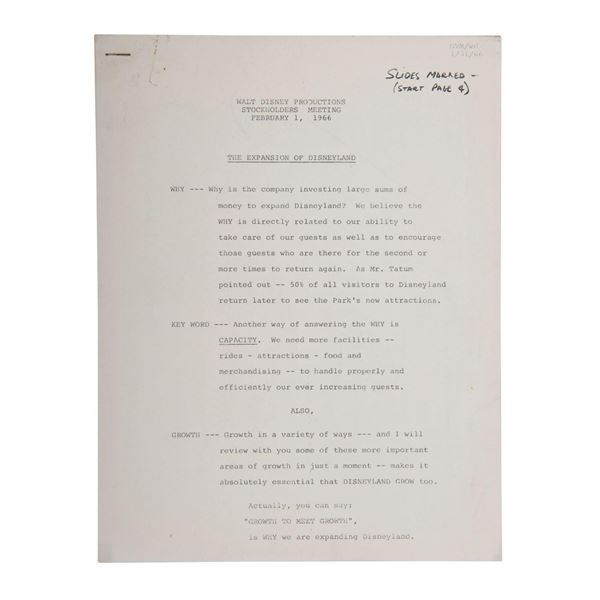 SLIDES MARKED -
(START PAGE 4)
WALT DISNEY PRODUCTIONS
STOCKHOLDERS MEETING
FEBRUARY 1, 1966
THE EXPANSION OF DISNEYLAND
WHY --- Why is the company investing large sums of
money to expand Disneyland? We believe the
WHY is directly related to our ability to
take care of our guests as well as to encourage
those guests who are there for the second or
more times to return again. As Mr. Tatum
pointed out -- 50% of all visitors to Disneyland
return later to see the Park's new attractions.
KEY WORD --- Another way of answering the WHY is
CAPACITY. We need more facilities --
rides - attractions - food and
merchandising -- to handle properly and
efficiently our ever increasing guests.
ALSO,
GROWTH --- Growth in a variety of ways --- and I will
review with you some of these more important
areas of growth in just a moment -- makes it
absolutely essential that DISNEYLAND GROW too.
Actually, you can say:
"GROWTH TO MEET GROWTH",
is WHY we are expanding Disneyland.